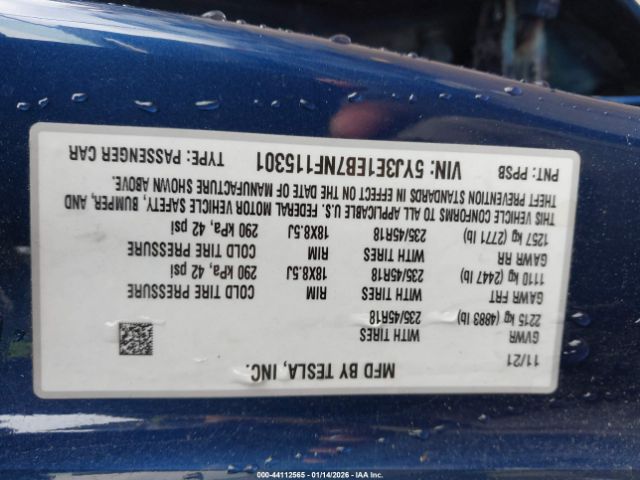 MFD BY TESLA, INC.
11/21
GVWR
2215 kg (4883 lb)
WITH TIRES
235/45R18
GAWR FRT
1110 kg (2447 lb)
WITH TIRES
235/45R18
RIM
18X8.5J
COLD TIRE PRESSURE
290 kPa, 42 psi
GAWR RR
1257 kg (2771 lb)
WITH TIRES
235/45R18
RIM
18X8.5J
COLD TIRE PRESSURE
290 kPa, 42 psi
THIS VEHICLE CONFORMS TO ALL APPLICABLE U.S. FEDERAL MOTOR VEHICLE SAFETY, BUMPER, AND
THEFT PREVENTION STANDARDS IN EFFECT ON THE DATE OF MANUFACTURE SHOWN ABOVE.
PNT: PPSB VIN: 5YJ3E1EB7NF115301 TYPE: PASSENGER CAR
000-44112565 - 01/14/2026 - IAA Inc.